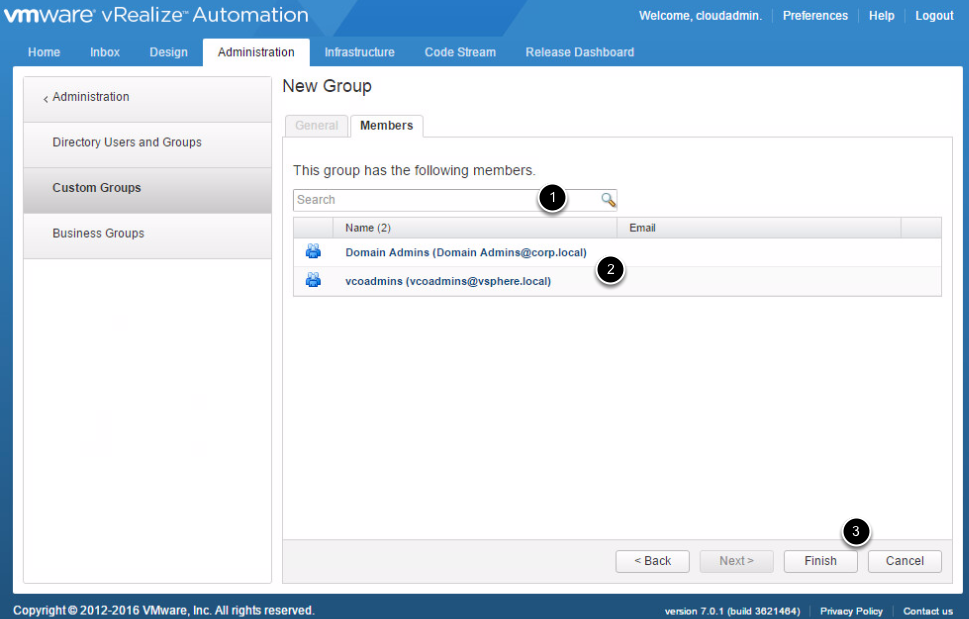 vmware® vRealize™ Automation
Welcome, cloudadmin. Preferences Help Logout
Home Inbox Design Administration Infrastructure Code Stream Release Dashboard
< Administration
Directory Users and Groups
Custom Groups
Business Groups
New Group
General Members
This group has the following members.
Search 1
Name (2) Email
Domain Admins (Domain Admins@corp.local)
2
vcoadmins (vcoadmins@vsphere.local)
3
< Back Next > Finish Cancel
Copyright © 2012-2016 VMware, Inc. All rights reserved.
version 7.0.1 (build 3621464) Privacy Policy Contact us